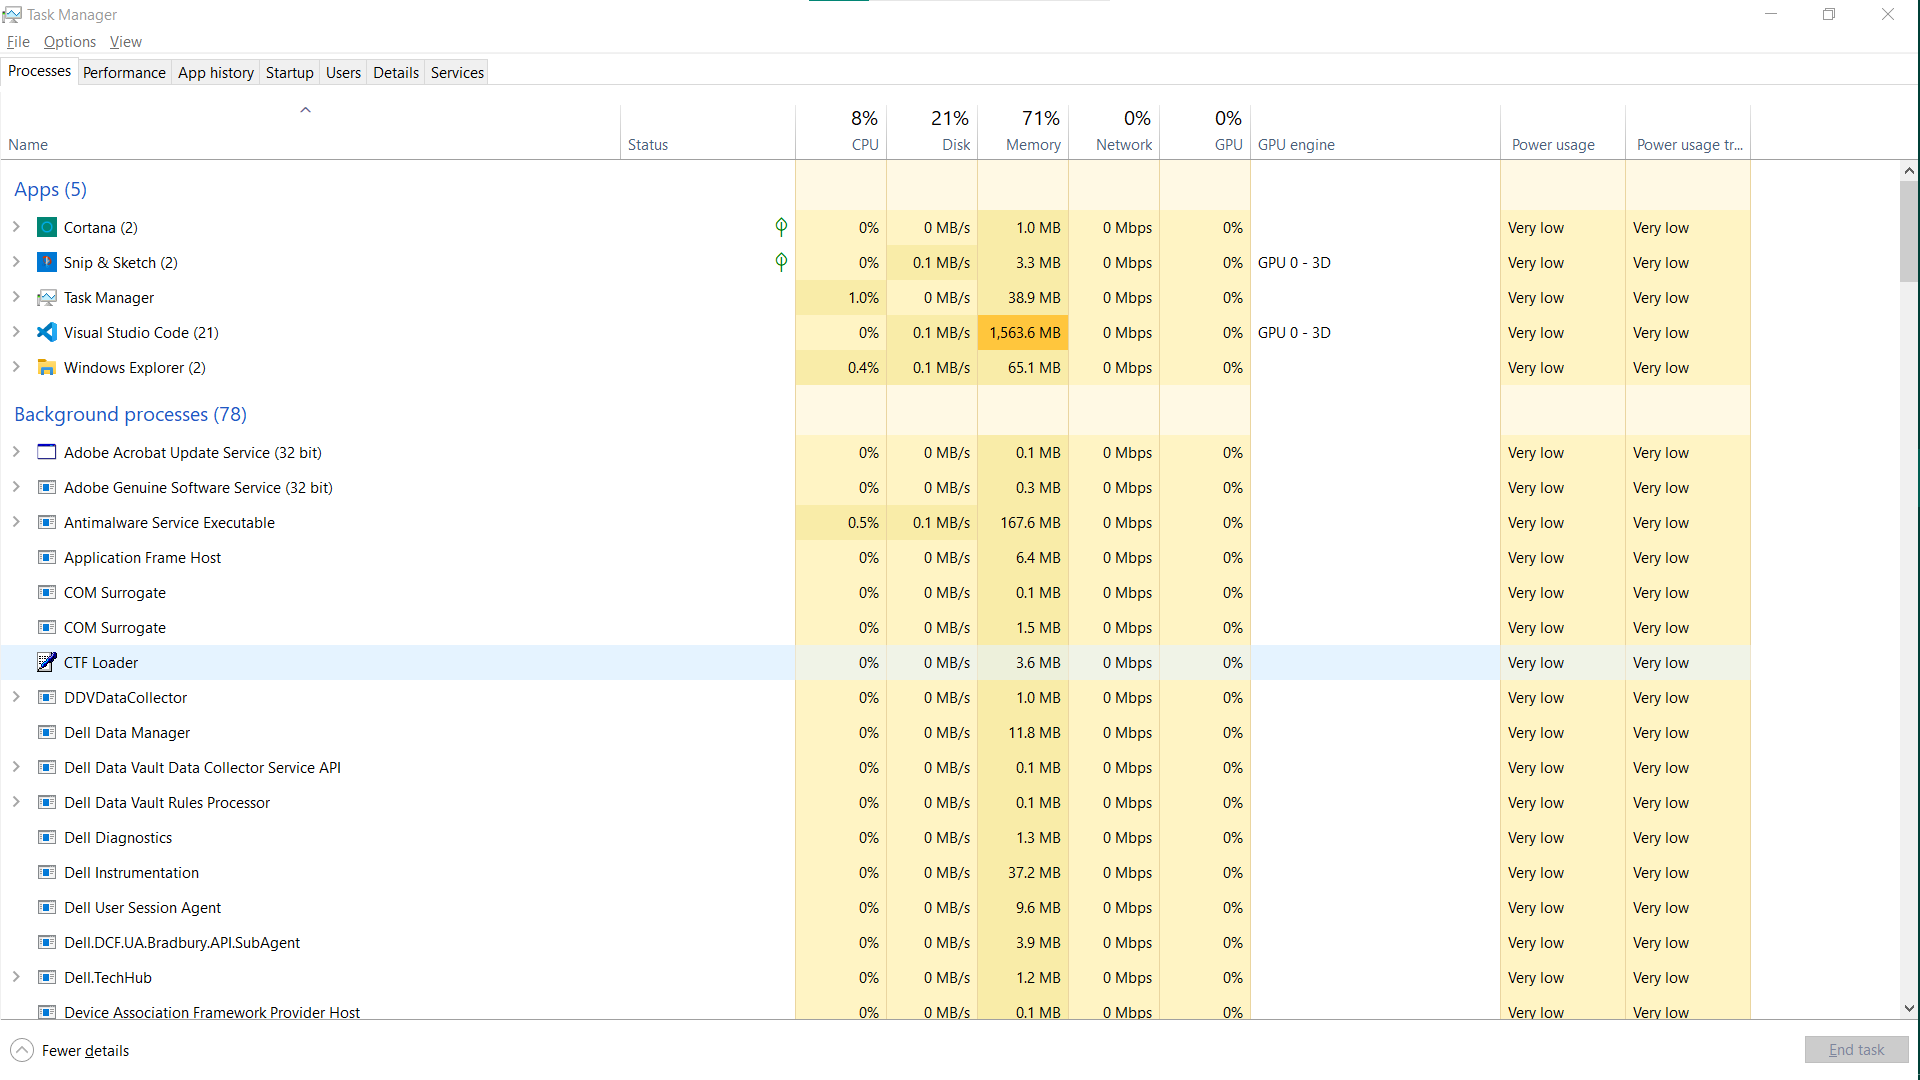 Task Manager
File Options View
Processes Performance App history Startup Users Details Services
8% 21% 71% 0% 0%
Name Status CPU Disk Memory Network GPU GPU engine Power usage Power usage tr...
Apps (5)
Cortana (2) 0% 0 MB/s 1.0 MB 0 Mbps 0% Very low Very low
Snip & Sketch (2) 0% 0.1 MB/s 3.3 MB 0 Mbps 0% GPU 0 - 3D Very low Very low
Task Manager 1.0% 0 MB/s 38.9 MB 0 Mbps 0% Very low Very low
Visual Studio Code (21) 0% 0.1 MB/s 1,563.6 MB 0 Mbps 0% GPU 0 - 3D Very low Very low
Windows Explorer (2) 0.4% 0.1 MB/s 65.1 MB 0 Mbps 0% Very low Very low
Background processes (78)
Adobe Acrobat Update Service (32 bit) 0% 0 MB/s 0.1 MB 0 Mbps 0% Very low Very low
Adobe Genuine Software Service (32 bit) 0% 0 MB/s 0.3 MB 0 Mbps 0% Very low Very low
Antimalware Service Executable 0.5% 0.1 MB/s 167.6 MB 0 Mbps 0% Very low Very low
Application Frame Host 0% 0 MB/s 6.4 MB 0 Mbps 0% Very low Very low
COM Surrogate 0% 0 MB/s 0.1 MB 0 Mbps 0% Very low Very low
COM Surrogate 0% 0 MB/s 1.5 MB 0 Mbps 0% Very low Very low
CTF Loader 0% 0 MB/s 3.6 MB 0 Mbps 0% Very low Very low
DDVDataCollector 0% 0 MB/s 1.0 MB 0 Mbps 0% Very low Very low
Dell Data Manager 0% 0 MB/s 11.8 MB 0 Mbps 0% Very low Very low
Dell Data Vault Data Collector Service API 0% 0 MB/s 0.1 MB 0 Mbps 0% Very low Very low
Dell Data Vault Rules Processor 0% 0 MB/s 0.1 MB 0 Mbps 0% Very low Very low
Dell Diagnostics 0% 0 MB/s 1.3 MB 0 Mbps 0% Very low Very low
Dell Instrumentation 0% 0 MB/s 37.2 MB 0 Mbps 0% Very low Very low
Dell User Session Agent 0% 0 MB/s 9.6 MB 0 Mbps 0% Very low Very low
Dell.DCF.UA.Bradbury.API.SubAgent 0% 0 MB/s 3.9 MB 0 Mbps 0% Very low Very low
Dell.TechHub 0% 0 MB/s 1.2 MB 0 Mbps 0% Very low Very low
Device Association Framework Provider Host 0% 0 MB/s 0.1 MB 0 Mbps 0% Very low Very low
Fewer details End task